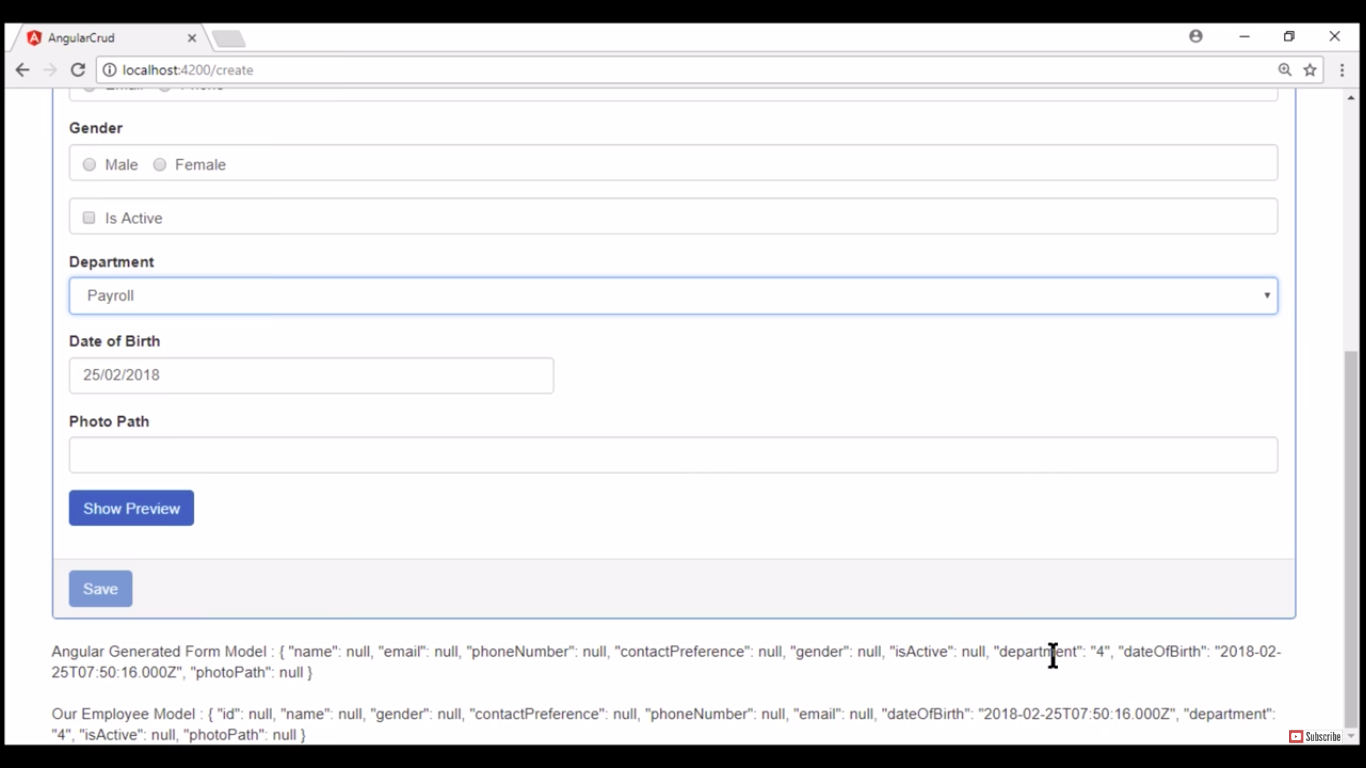 AngularCrud
localhost:4200/create
Email Phone
Gender
Male Female
Is Active
Department
Payroll
Date of Birth
25/02/2018
Photo Path
Show Preview
Save
Angular Generated Form Model : { "name": null, "email": null, "phoneNumber": null, "contactPreference": null, "gender": null, "isActive": null, "department": "4", "dateOfBirth": "2018-02-
25T07:50:16.000Z", "photoPath": null }
Our Employee Model : { "id": null, "name": null, "gender": null, "contactPreference": null, "phoneNumber": null, "email": null, "dateOfBirth": "2018-02-25T07:50:16.000Z", "department":
"4", "isActive": null, "photoPath": null }
Subscribe